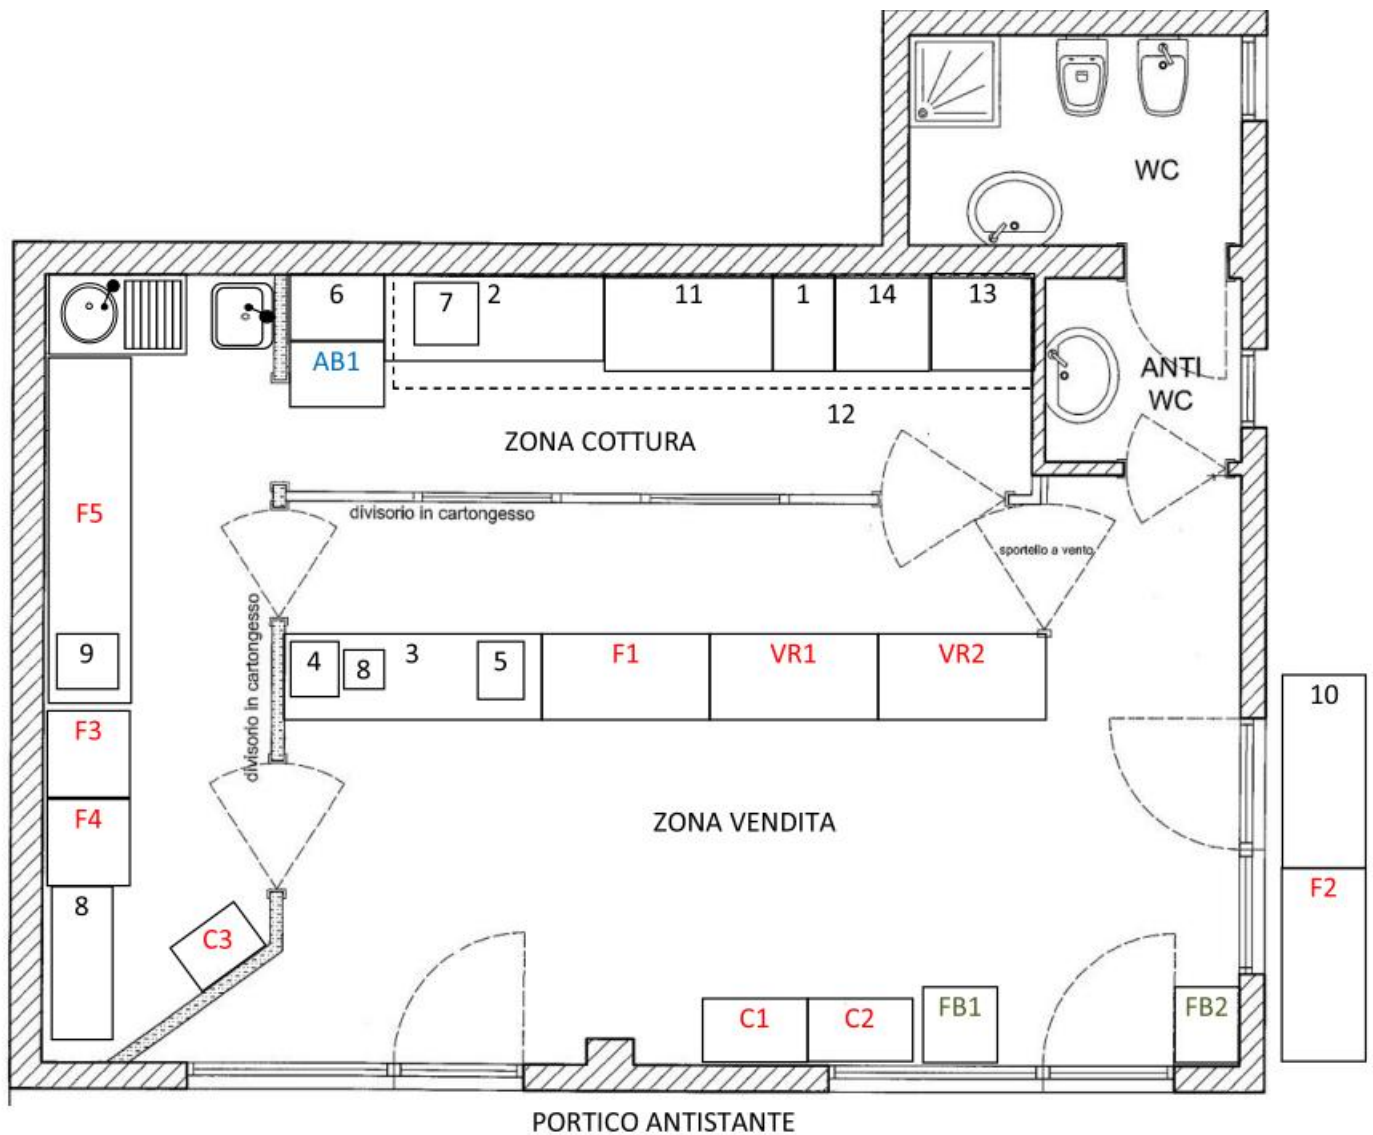 WC
6
7
2
11
1
14
13
AB1
ANTI
WC
12
ZONA COTTURA
F5
divisorio in cartongesso
sportello a vento
divisorio in cartongesso
9
4
8
3
5
F1
VR1
VR2
10
F3
F4
ZONA VENDITA
8
F2
C3
C1
C2
FB1
FB2
PORTICO ANTISTANTE